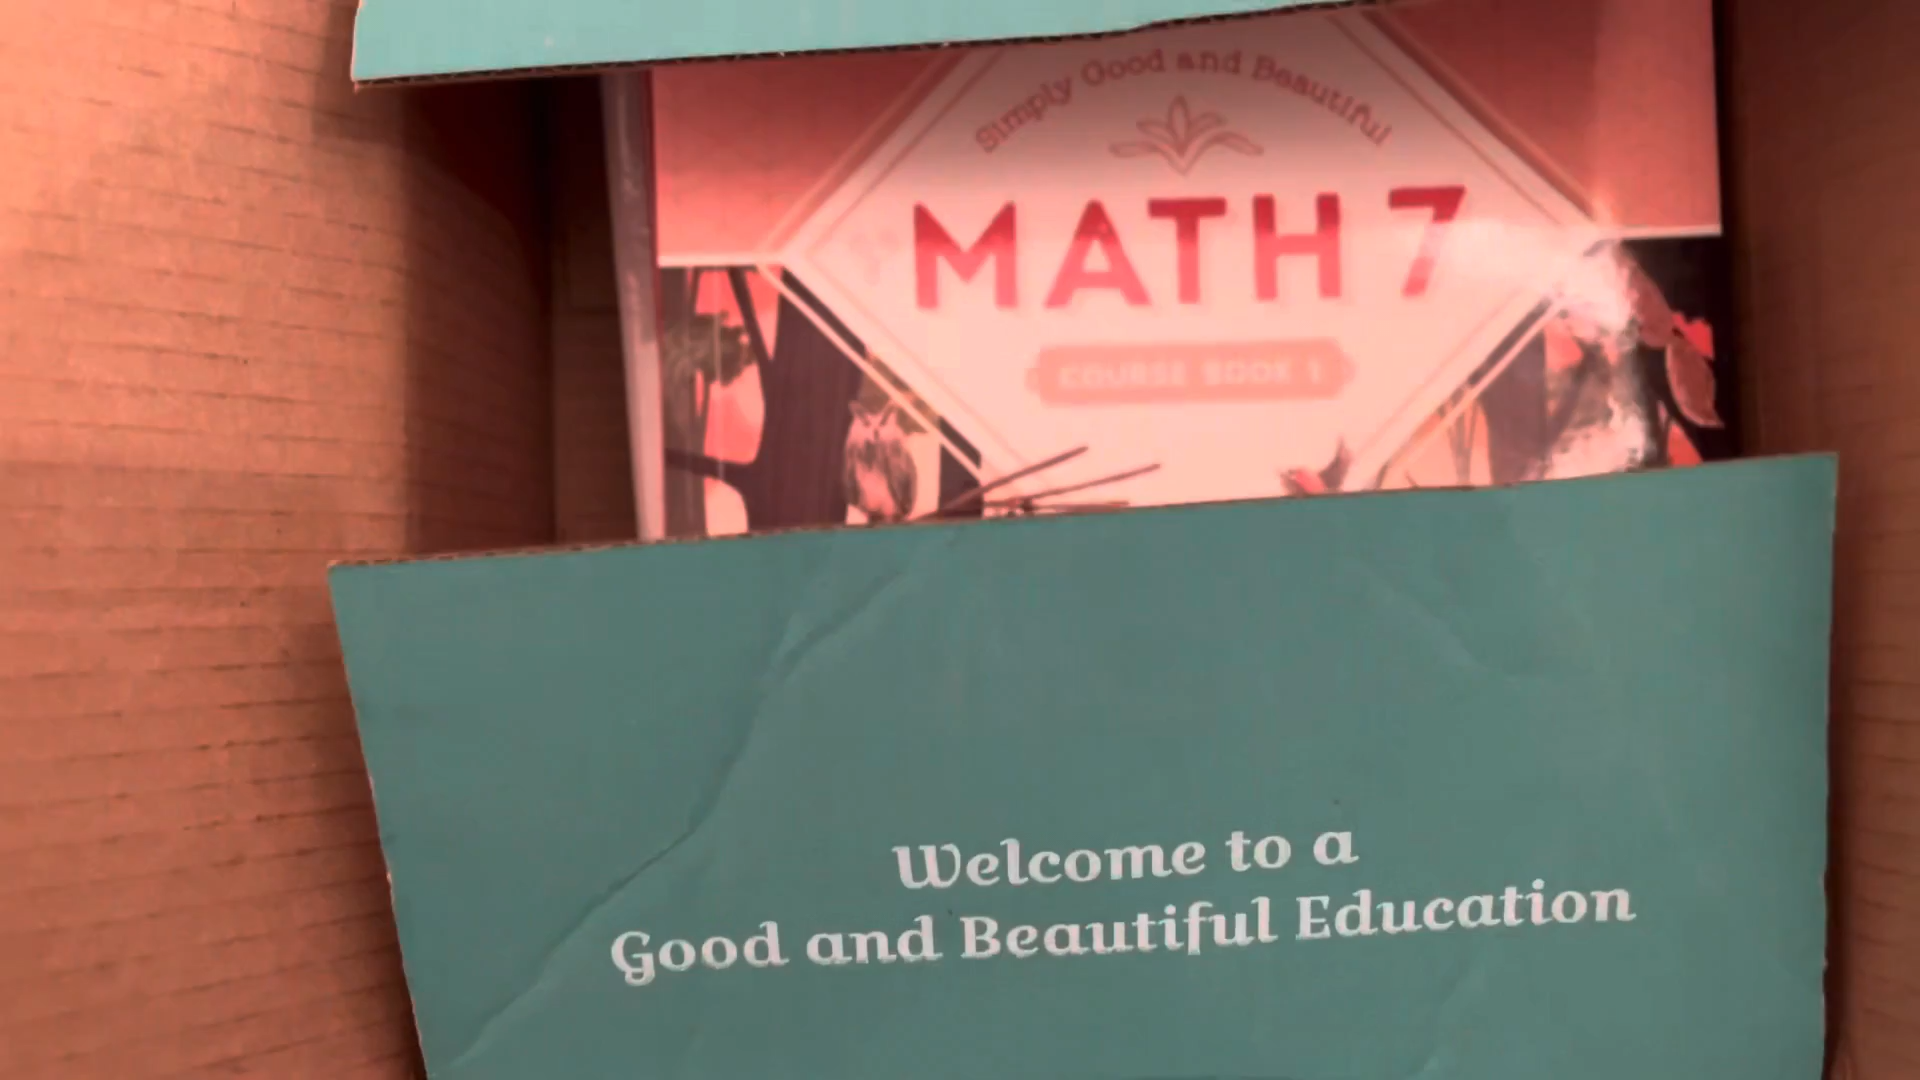 Simply Good and Beautiful
MATH 7
COURSE BOOK 1
Welcome to a
Good and Beautiful Education